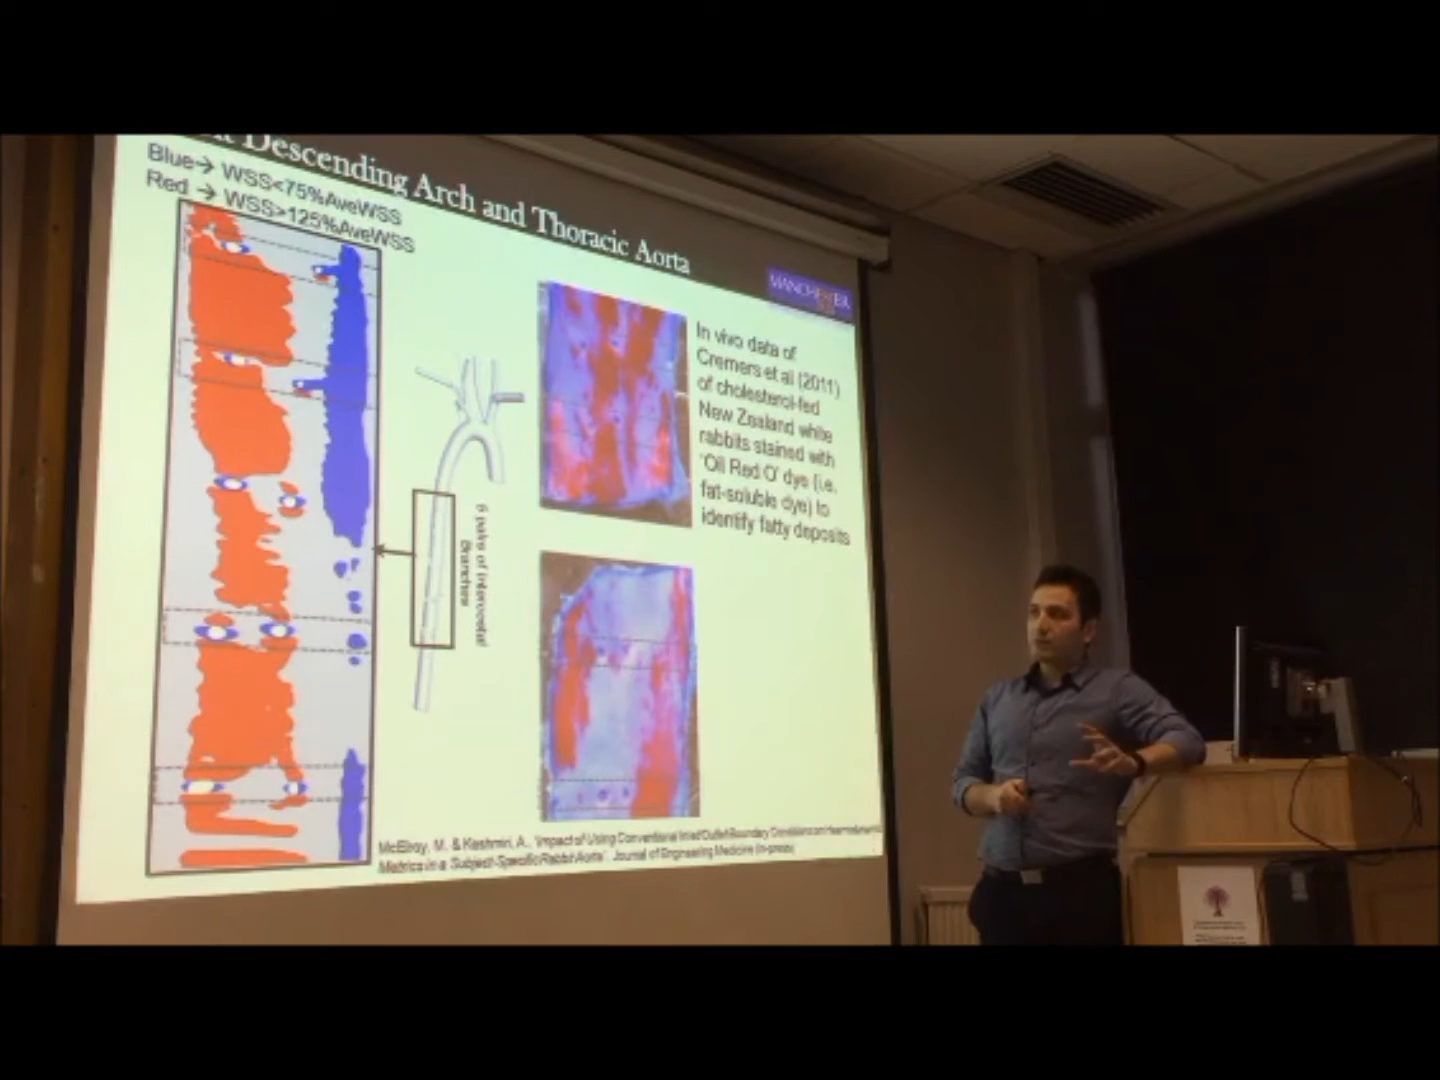 Descending Arch and Thoracic Aorta
Blue→ WSS<75%AveWSS
Red → WSS>125%AveWSS
MANCHESTER
In vivo data of
Cremers et al (2011)
of cholesterol-fed
New Zealand white
rabbits stained with
'Oil Red O' dye (i.e.
fat-soluble dye) to
identify fatty deposits
6 pairs of intercostal
Branches
McElroy, M. & Keshmiri, A., 'Impact of Using Conventional Inlet/Outlet Boundary Conditions on Haemodynamic
Metrics in a Subject-Specific Rabbit Aorta'. Journal of Engineering Medicine (in-press)